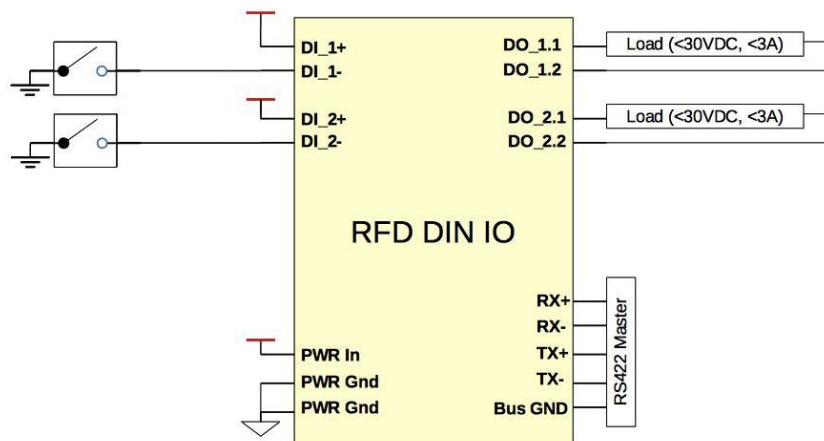 DI_1+
DI_1-
DI_2+
DI_2-
DO_1.1
DO_1.2
DO_2.1
DO_2.2
Load (<30VDC, <3A)
Load (<30VDC, <3A)
RFD DIN IO
PWR In
PWR Gnd
PWR Gnd
RX+
RX-
TX+
TX-
Bus GND
RS422 Master